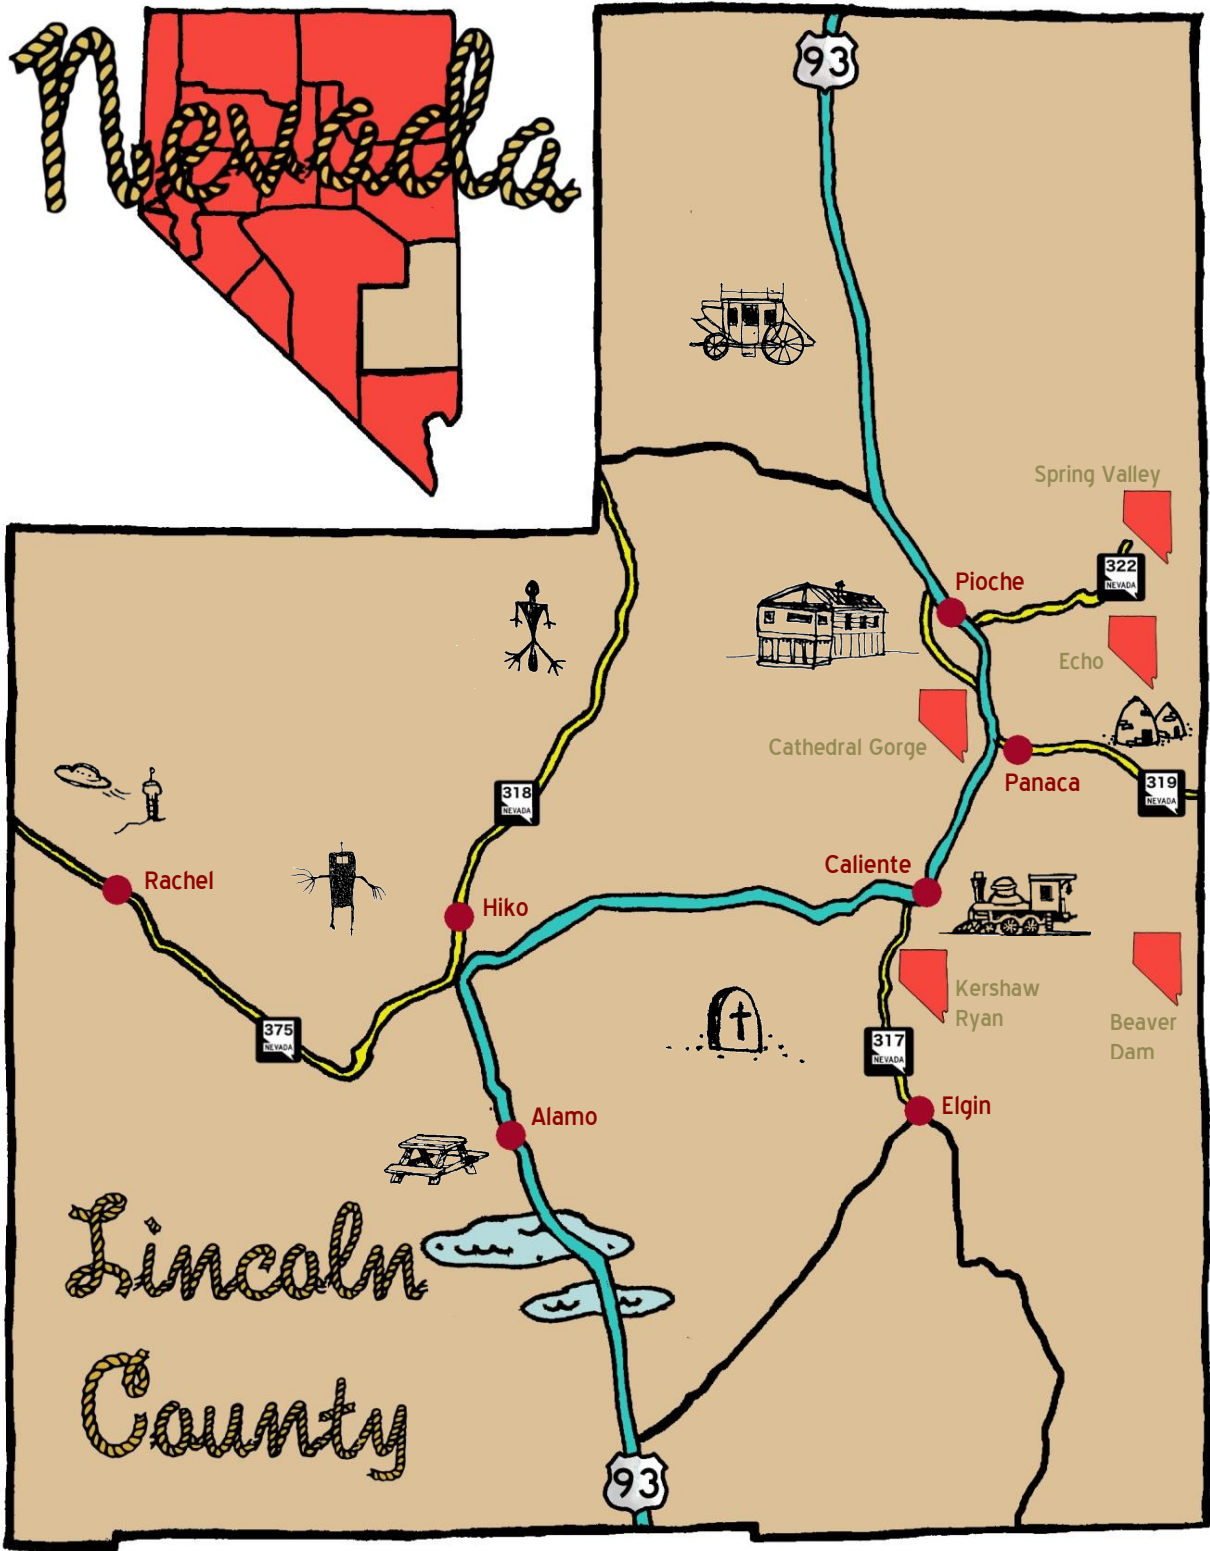 Nevada
93
Spring Valley
322
NEVADA
Pioche
Echo
Cathedral Gorge
Panaca
319
NEVADA
318
NEVADA
Caliente
Rachel
Hiko
Kershaw
Ryan
Beaver
Dam
375
NEVADA
317
NEVADA
Elgin
Alamo
Lincoln
County
93